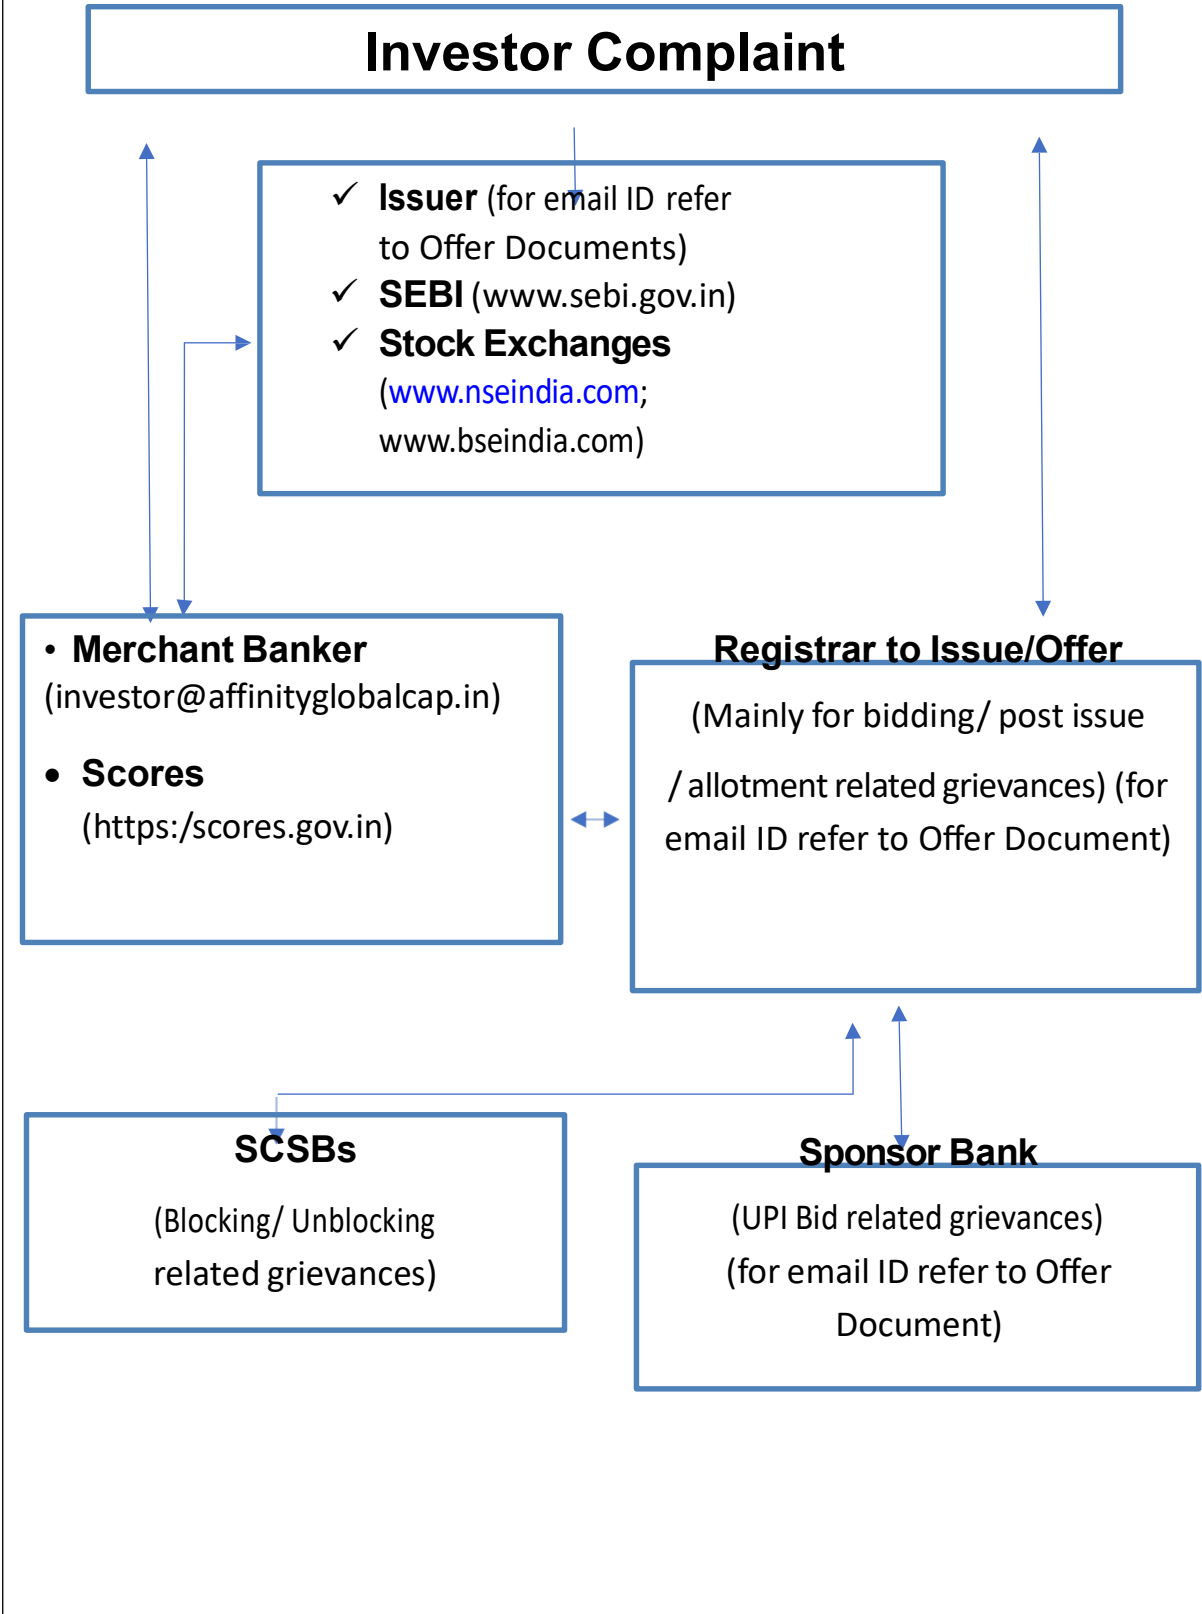 Investor Complaint
✓ Issuer (for email ID refer
to Offer Documents)
✓ SEBI (www.sebi.gov.in)
✓ Stock Exchanges
(www.nseindia.com;
www.bseindia.com)
• Merchant Banker
(investor@affinityglobalcap.in)
• Scores
(https:/scores.gov.in)
Registrar to Issue/Offer
(Mainly for bidding/ post issue
/ allotment related grievances) (for
email ID refer to Offer Document)
SCSBs
(Blocking/ Unblocking
related grievances)
Sponsor Bank
(UPI Bid related grievances)
(for email ID refer to Offer
Document)